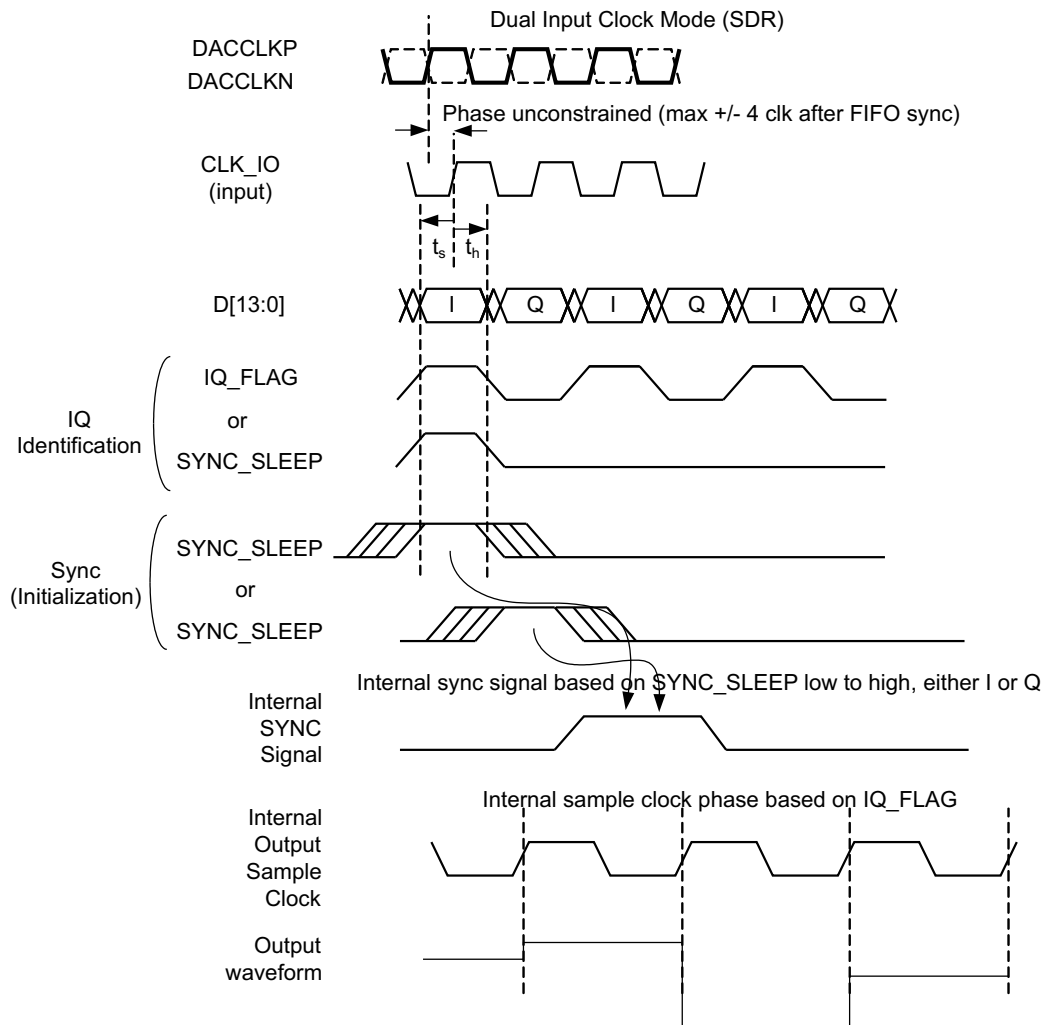 Dual Input Clock Mode (SDR)
DACCLKP
DACCLKN
Phase unconstrained (max +/- 4 clk after FIFO sync)
CLK_IO
(input)
ts th
D[13:0]
I Q I Q I Q
IQ
Identification
IQ_FLAG
or
SYNC_SLEEP
Sync
(Initialization)
SYNC_SLEEP
or
SYNC_SLEEP
Internal sync signal based on SYNC_SLEEP low to high, either I or Q
Internal
SYNC
Signal
Internal sample clock phase based on IQ_FLAG
Internal
Output
Sample
Clock
Output
waveform